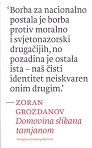 'Borba za nacionalno
postala je borba
protiv moralno
i svjetonazorski
drugačijih, no
pozadina je ostala
ista – naš čisti
identitet neiskvaren
onim drugim.'
ZORAN
GROZDANOV
Domovina slikana
tamjanom